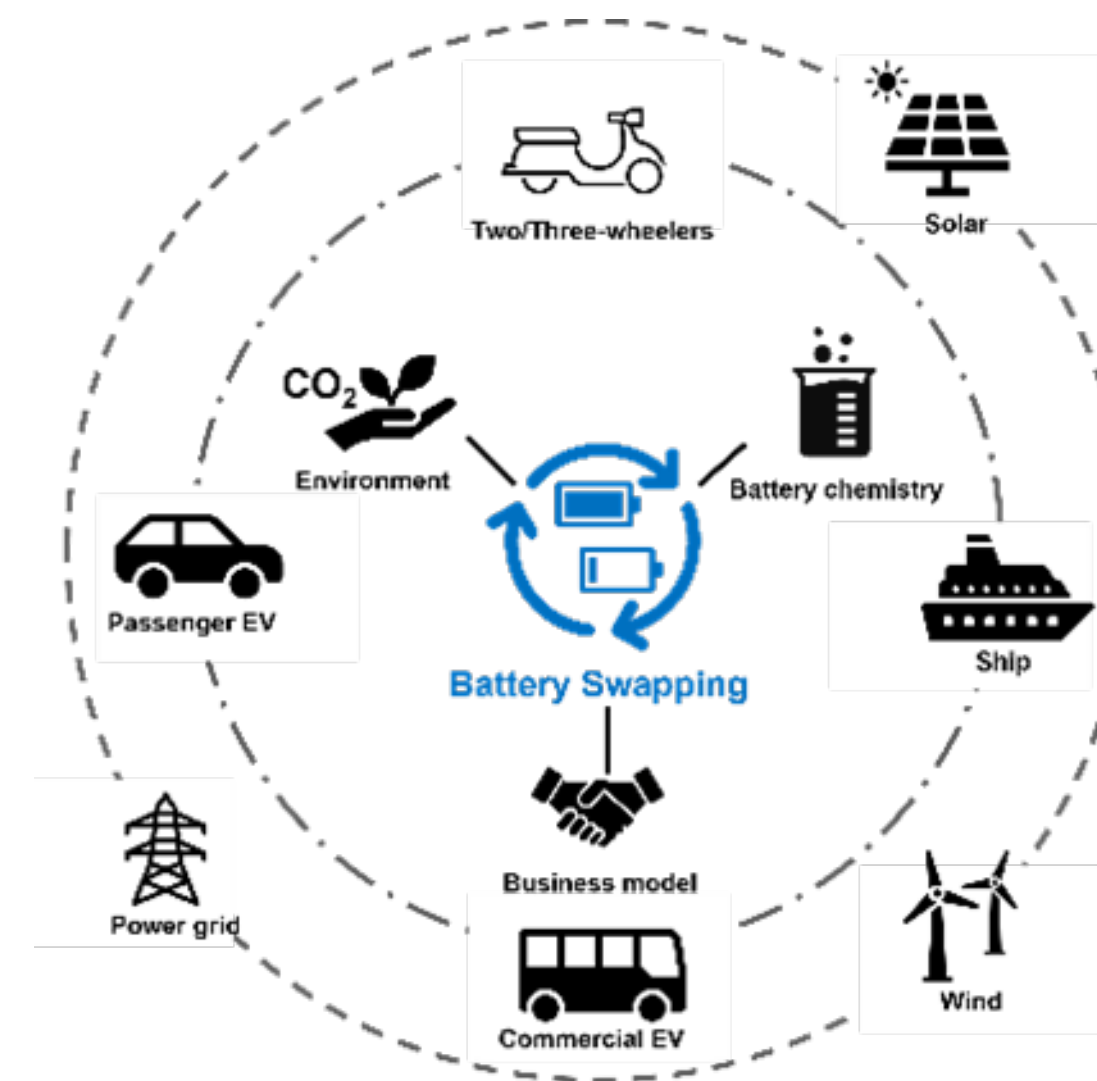 Solar
Two/Three-wheelers
CO2
Environment
Battery chemistry
Passenger EV
Ship
Battery Swapping
Business model
Power grid
Wind
Commercial EV